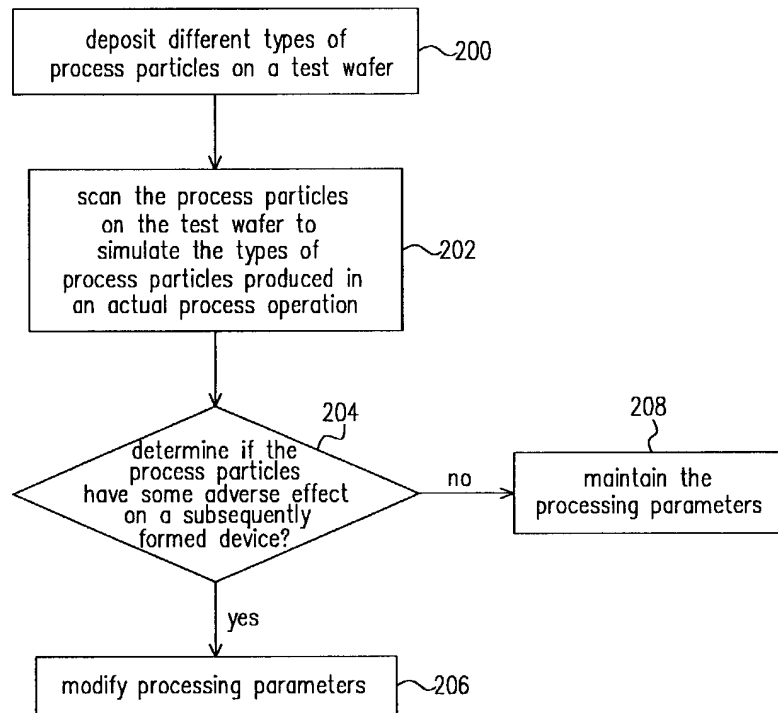 deposit different types of
process particles on a test wafer
200
scan the process particles
on the test wafer to
simulate the types of
process particles produced in
an actual process operation
202
204
determine if the
process particles
have some adverse effect
on a subsequently
formed device?
no
208
maintain the
processing parameters
yes
modify processing parameters
206